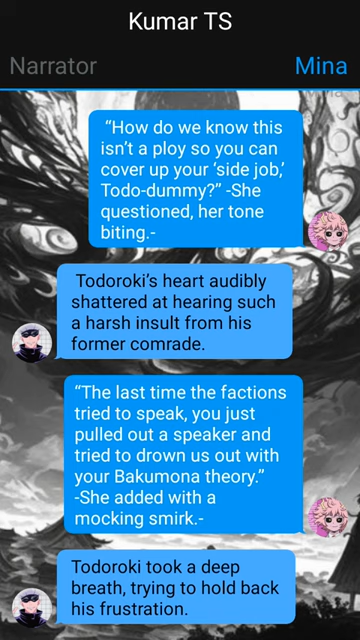 Kumar TS
Narrator
Mina
“How do we know this
isn’t a ploy so you can
cover up your ‘side job,’
Todo-dummy?” -She
questioned, her tone
biting.-
Todoroki’s heart audibly
shattered at hearing such
a harsh insult from his
former comrade.
“The last time the factions
tried to speak, you just
pulled out a speaker and
tried to drown us out with
your Bakumona theory.”
-She added with a
mocking smirk.-
Todoroki took a deep
breath, trying to hold back
his frustration.